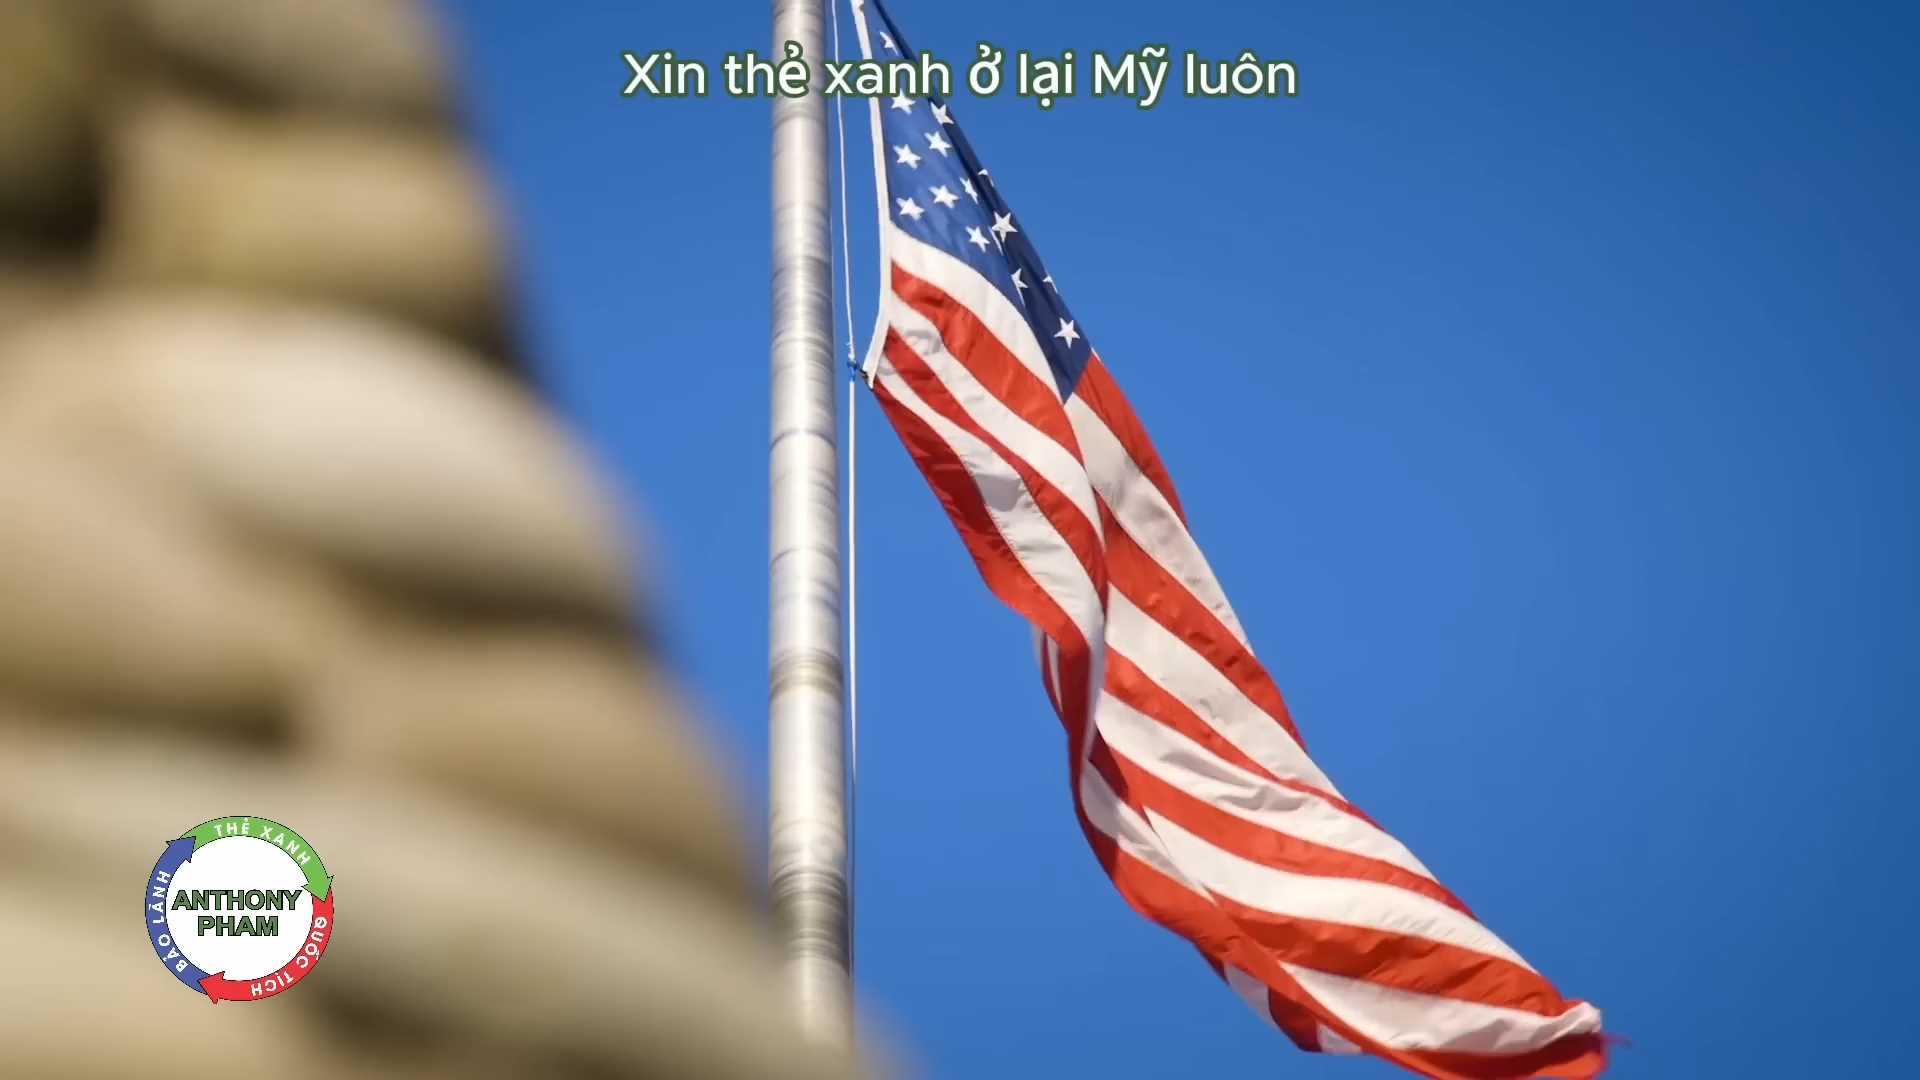 Xin thẻ xanh ở lại Mỹ luôn
THẺ XANH
BẢO LÃNH
ANTHONY
PHAM
QUỐC TỊCH